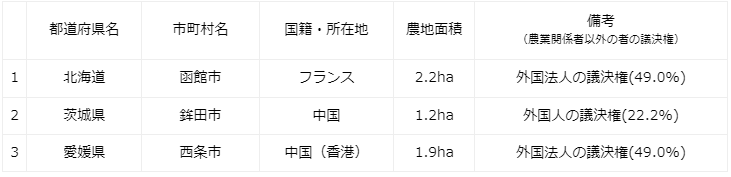 都道府県名 市町村名 国籍・所在地 農地面積 備考
（農業関係者以外の者の議決権）
1 北海道 函館市 フランス 2.2ha 外国法人の議決権(49.0%)
2 茨城県 鉾田市 中国 1.2ha 外国人の議決権(22.2%)
3 愛媛県 西条市 中国（香港） 1.9ha 外国法人の議決権(49.0%)